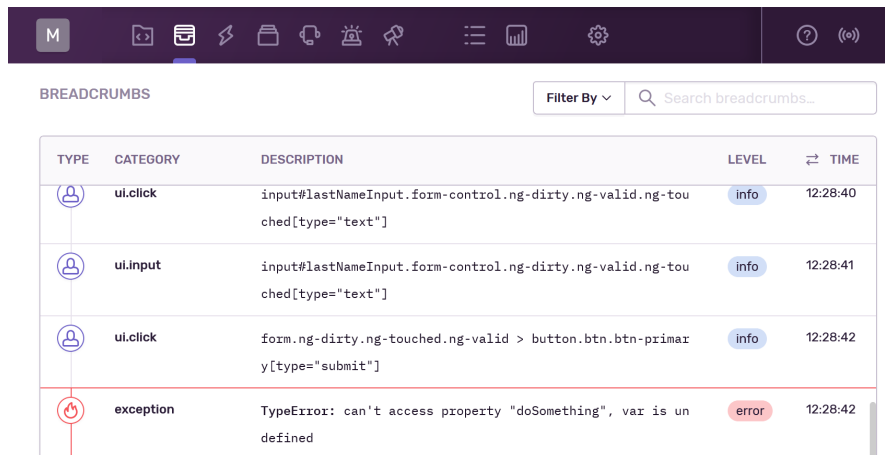 M
BREADCRUMBS
Filter By
Search breadcrumbs...
TYPE CATEGORY DESCRIPTION LEVEL TIME
ui.click input#lastNameInput.form-control.ng-dirty.ng-valid.ng-tou info 12:28:40
ched[type="text"]
ui.input input#lastNameInput.form-control.ng-dirty.ng-valid.ng-tou info 12:28:41
ched[type="text"]
ui.click form.ng-dirty.ng-touched.ng-valid > button.btn.btn-primar info 12:28:42
y[type="submit"]
exception TypeError: can't access property "doSomething", var is un error 12:28:42
defined